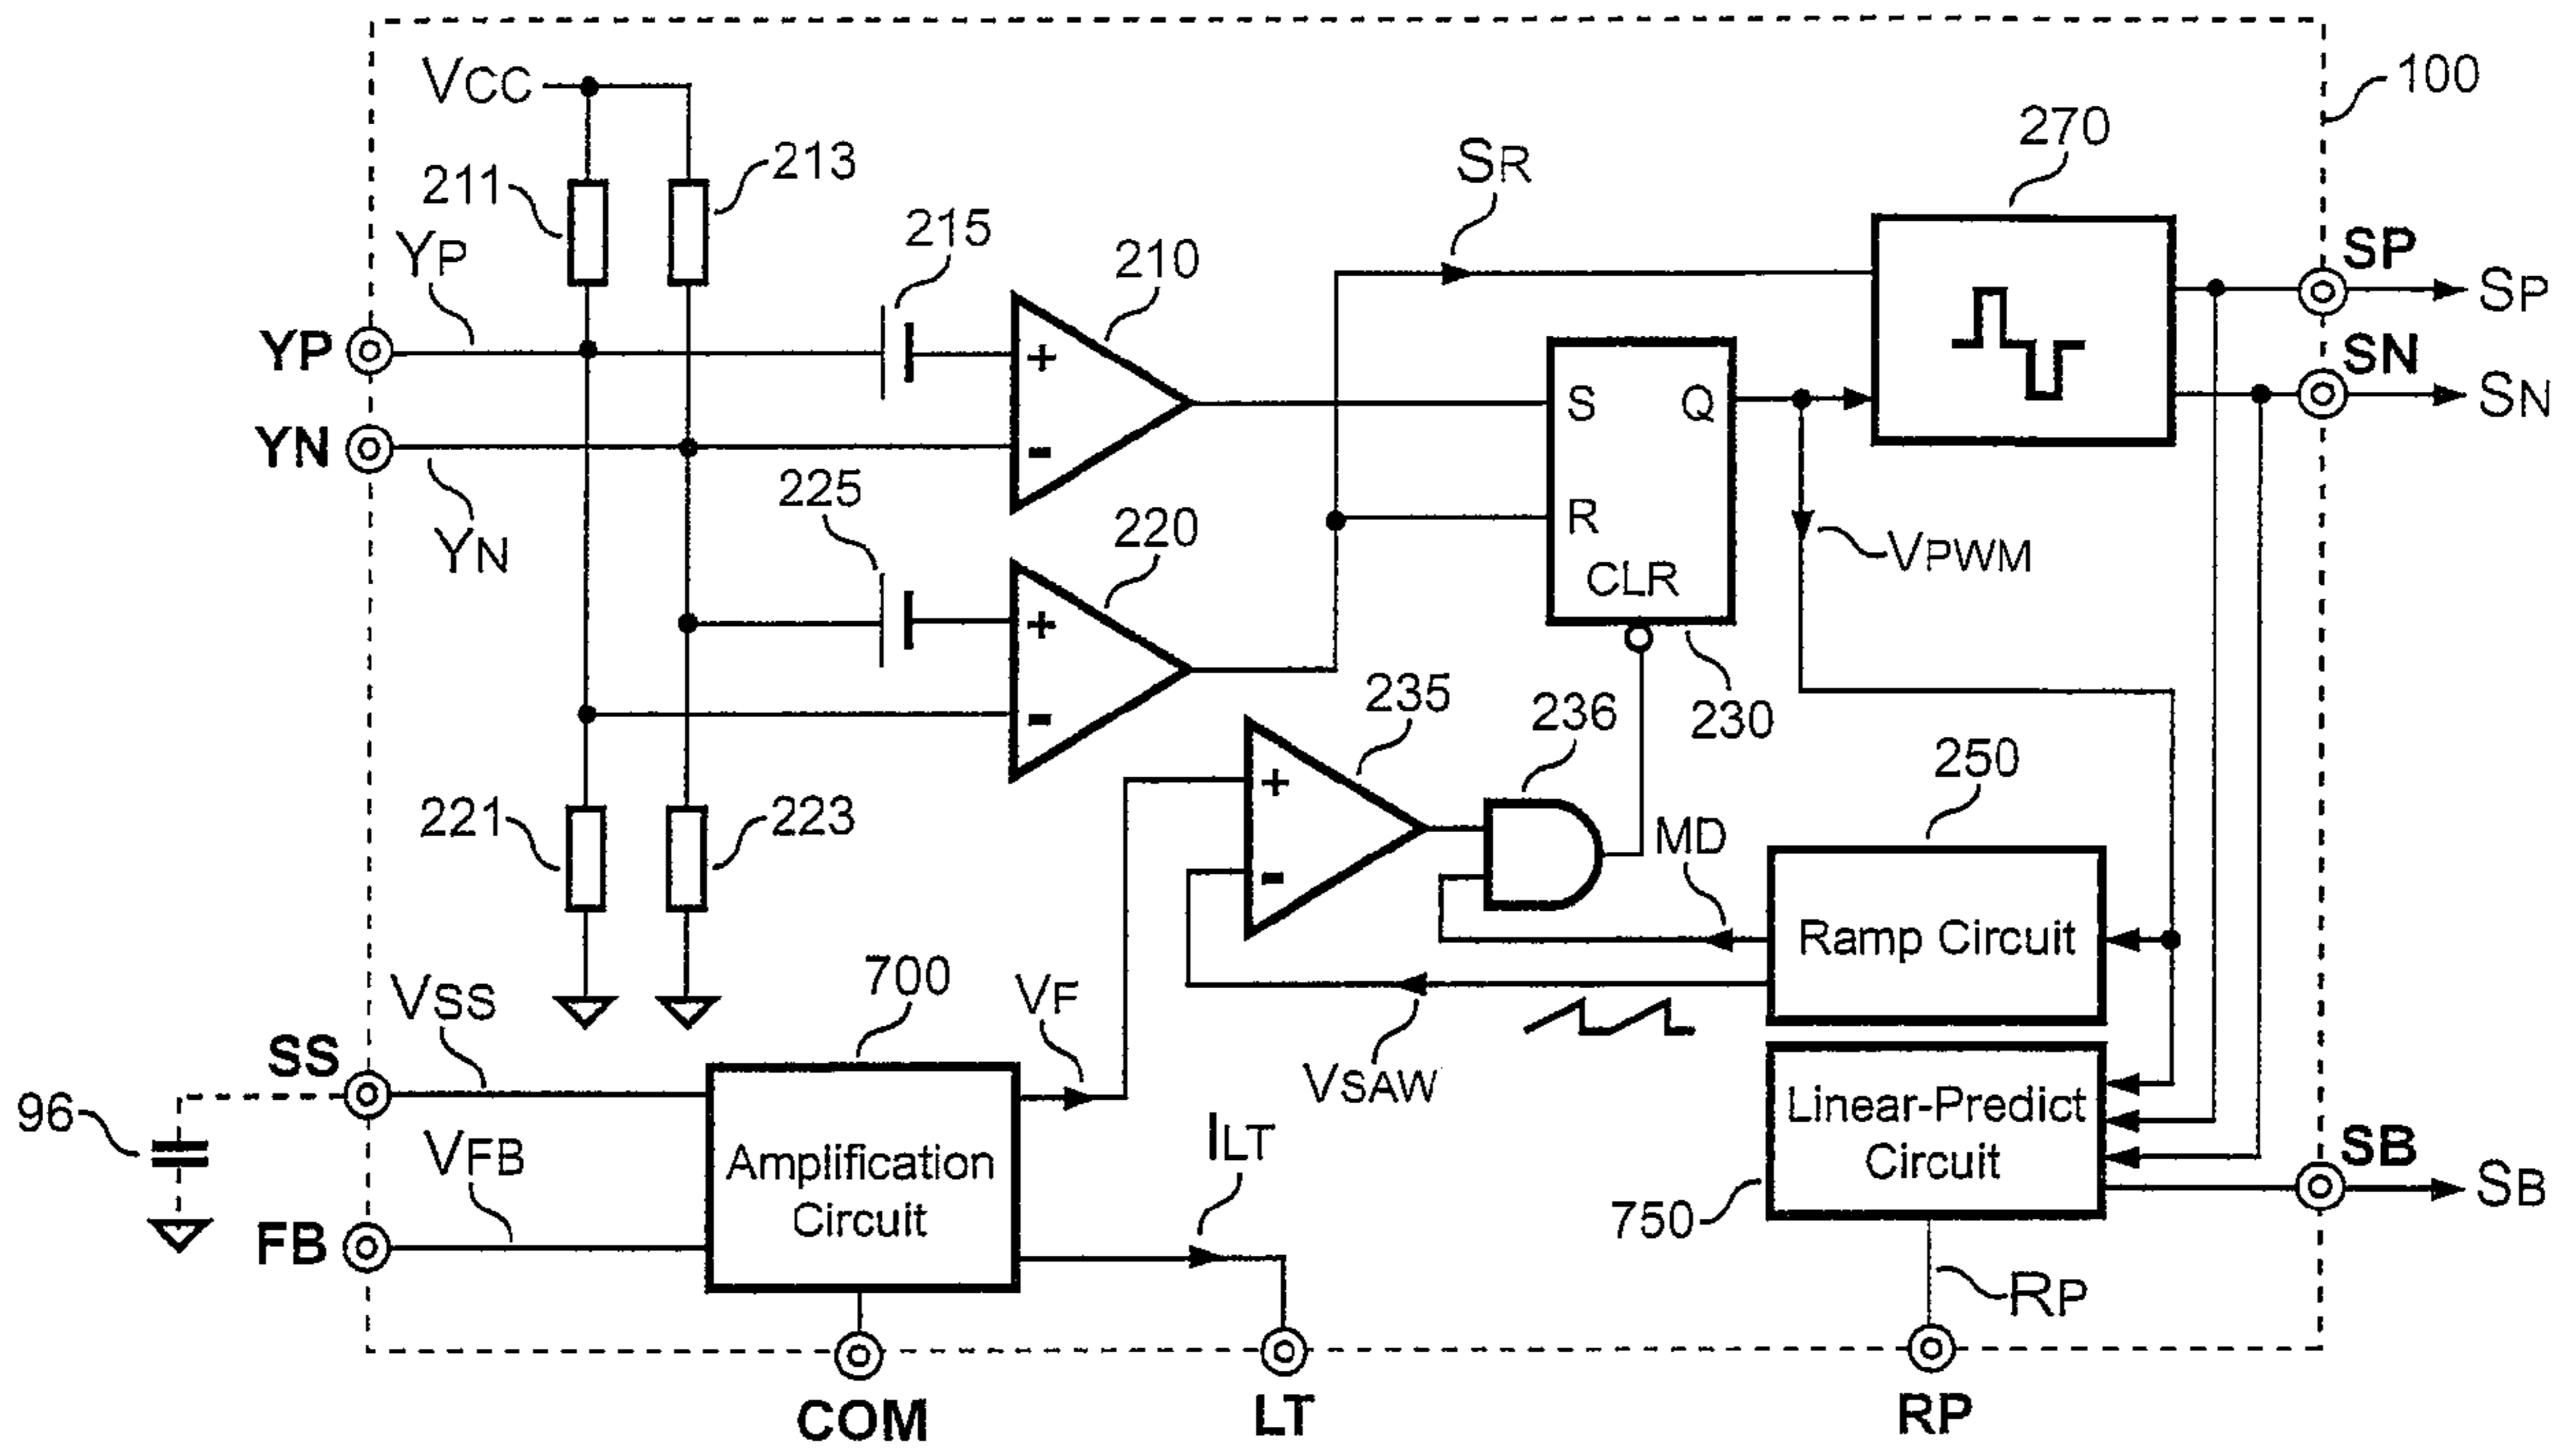 100
VCC
270
213
SR
211
215
210
YP
SP
SP
YP
+
SN
SN
S
Q
YN
-
225
220
R
YN
VPWM
CLR
+
235
236
230
-
250
+
221
223
MD
-
Ramp Circuit
VSS
700
VF
SS
VSAW
Linear-Predict
Circuit
96
VFB
ILT
Amplification
Circuit
SB
SB
750
FB
RP
COM
LT
RP